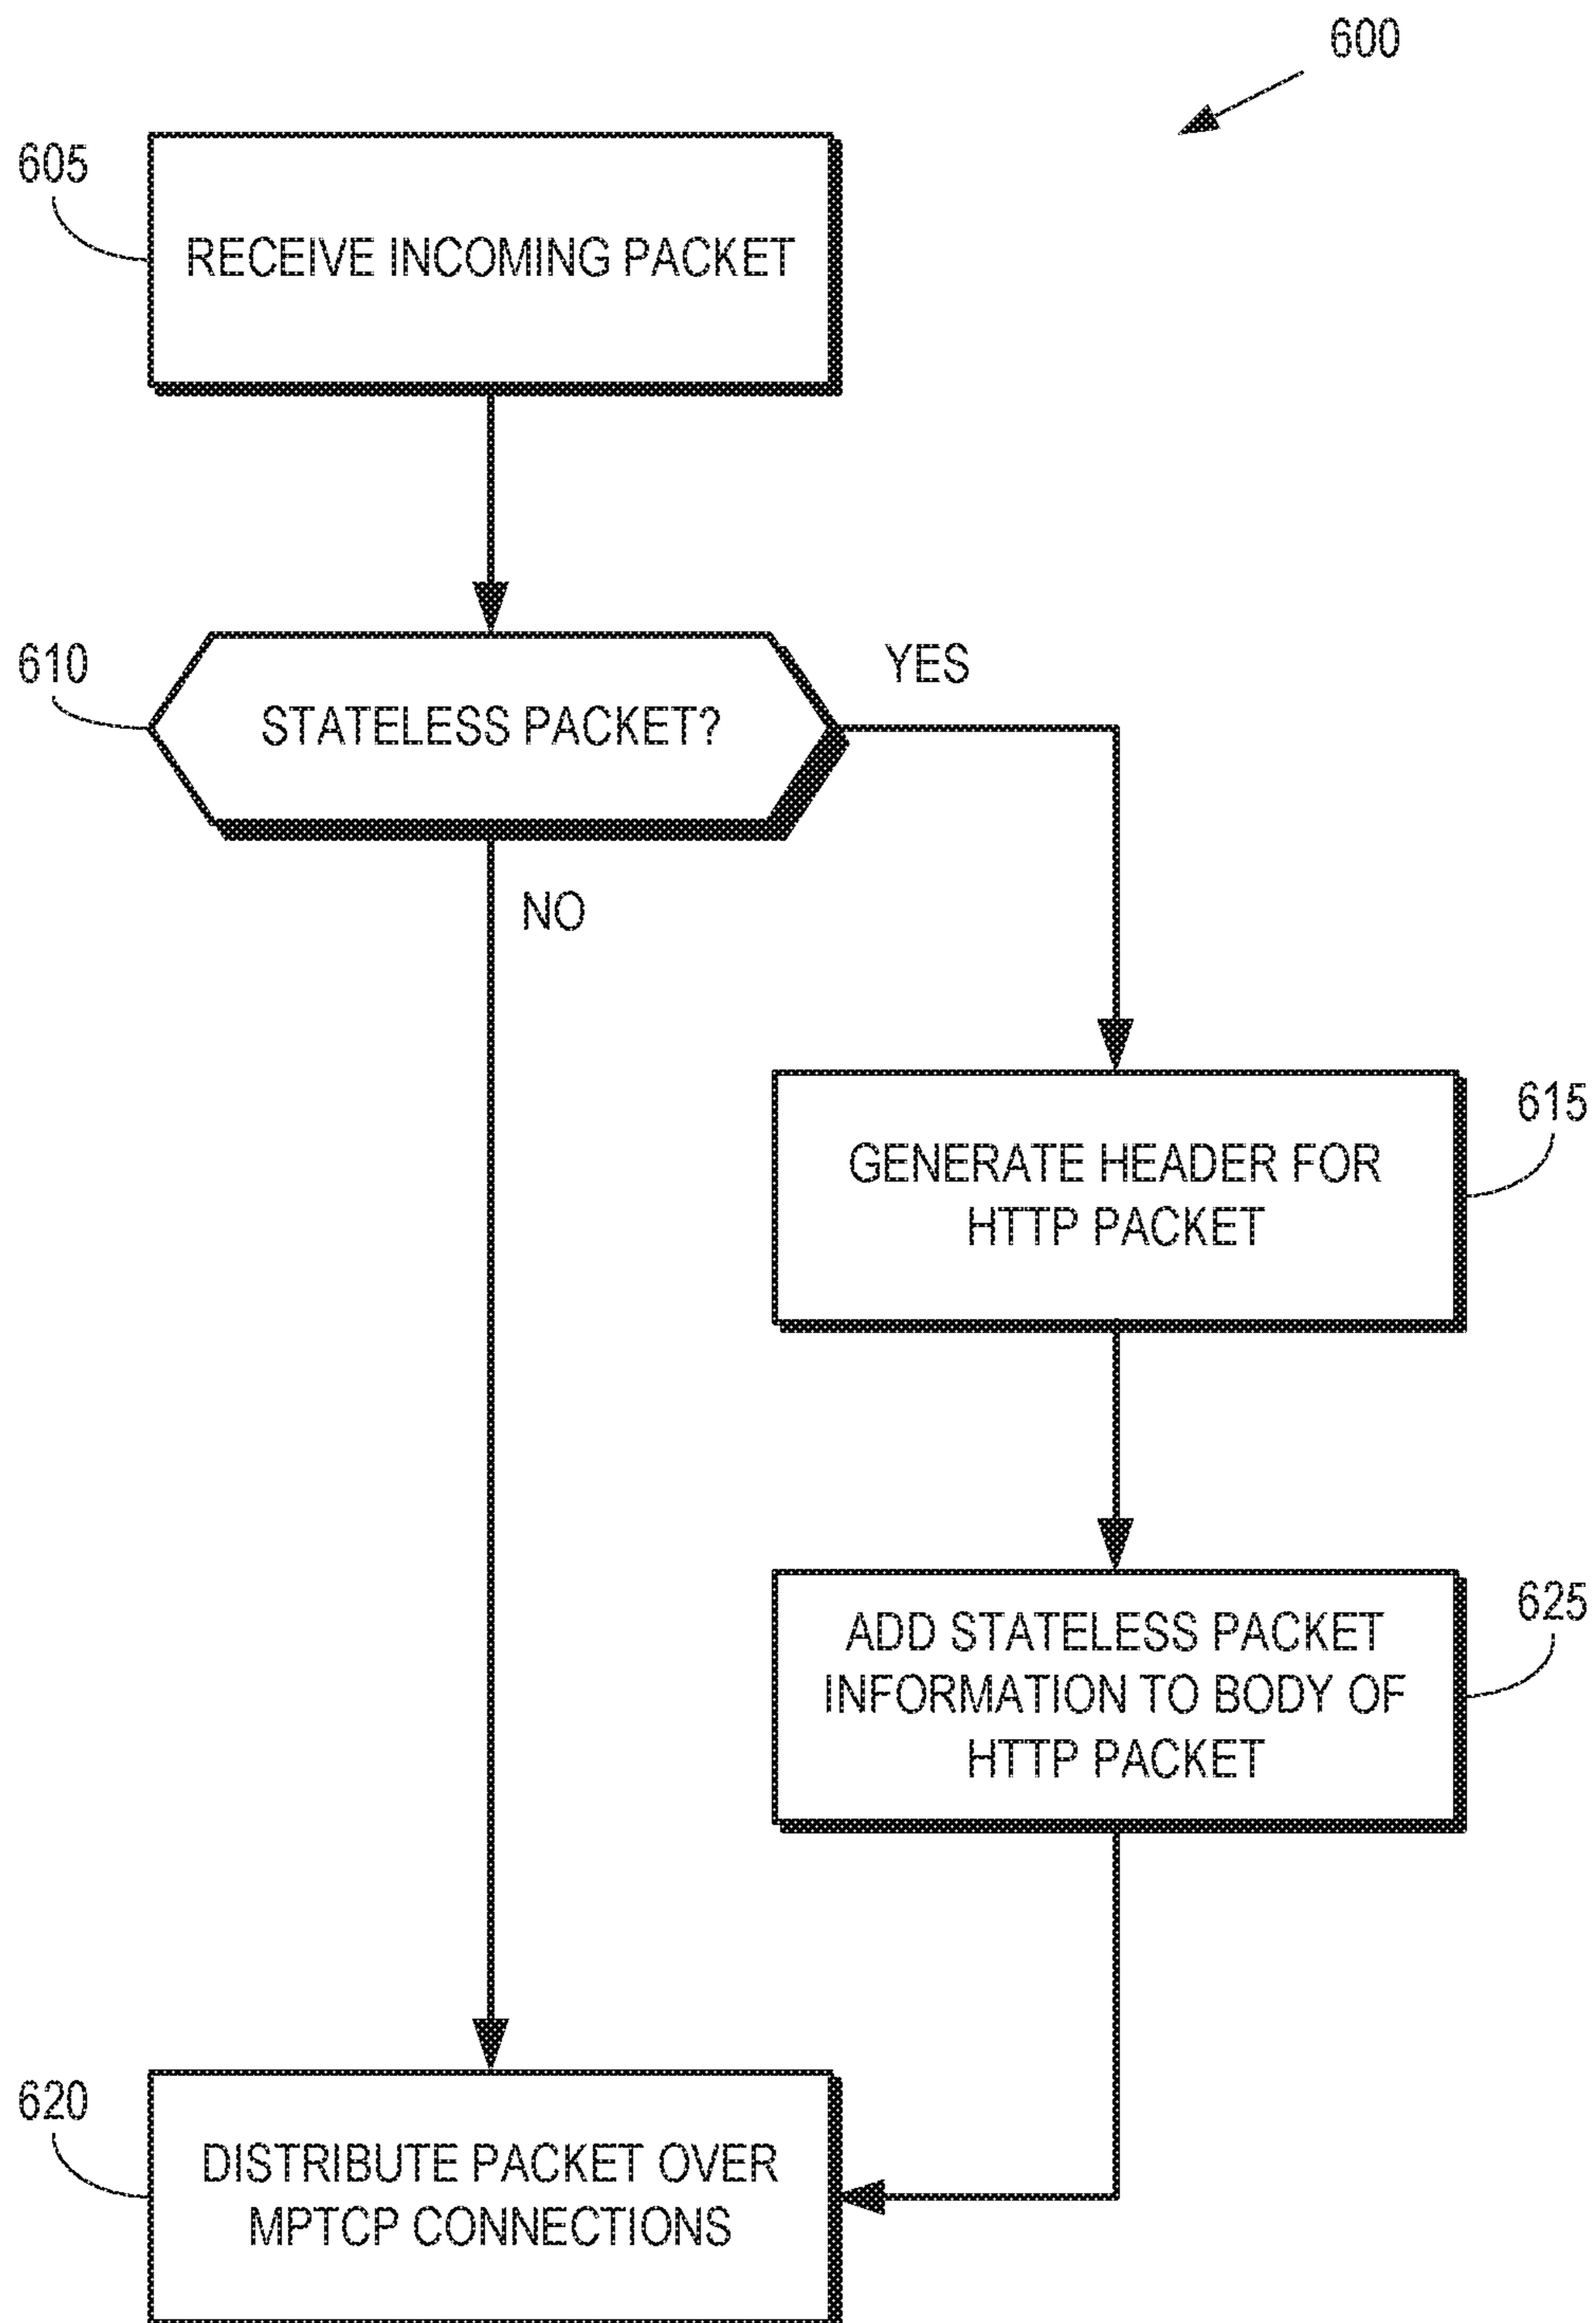 600
605
RECEIVE INCOMING PACKET
610
STATELESS PACKET?
YES
NO
615
GENERATE HEADER FOR
HTTP PACKET
625
ADD STATELESS PACKET
INFORMATION TO BODY OF
HTTP PACKET
620
DISTRIBUTE PACKET OVER
MPTCP CONNECTIONS